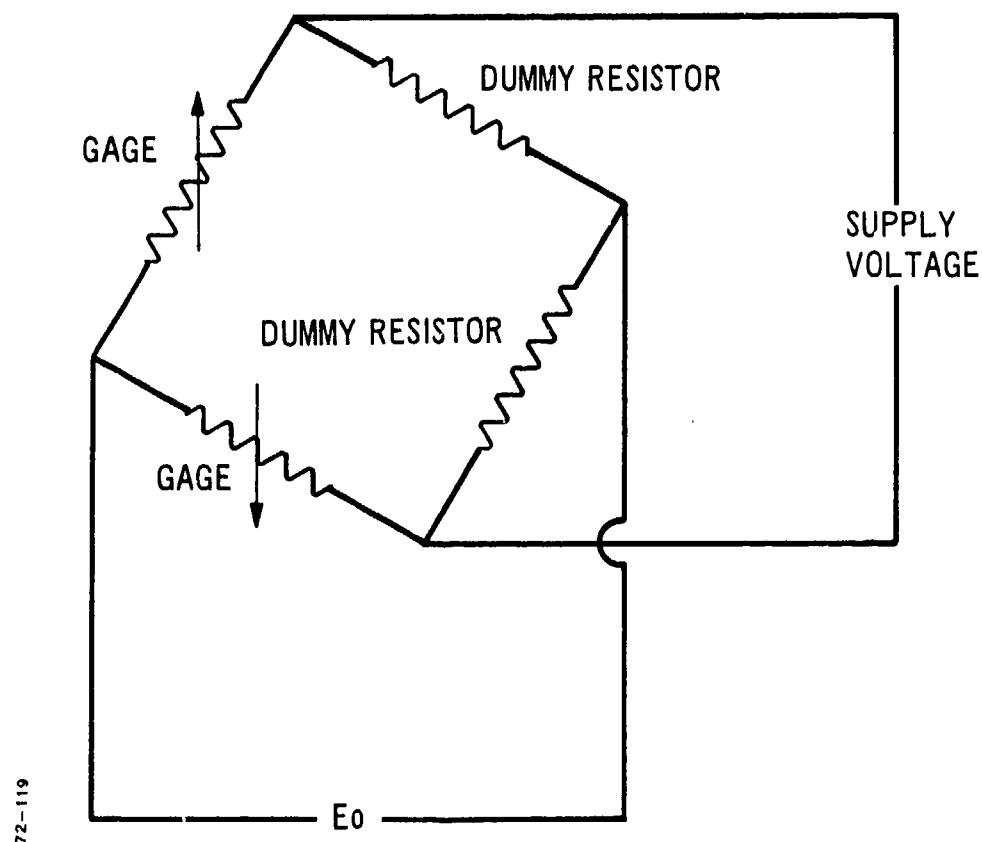 DUMMY RESISTOR
GAGE
SUPPLY
VOLTAGE
DUMMY RESISTOR
GAGE
Eo
72-119